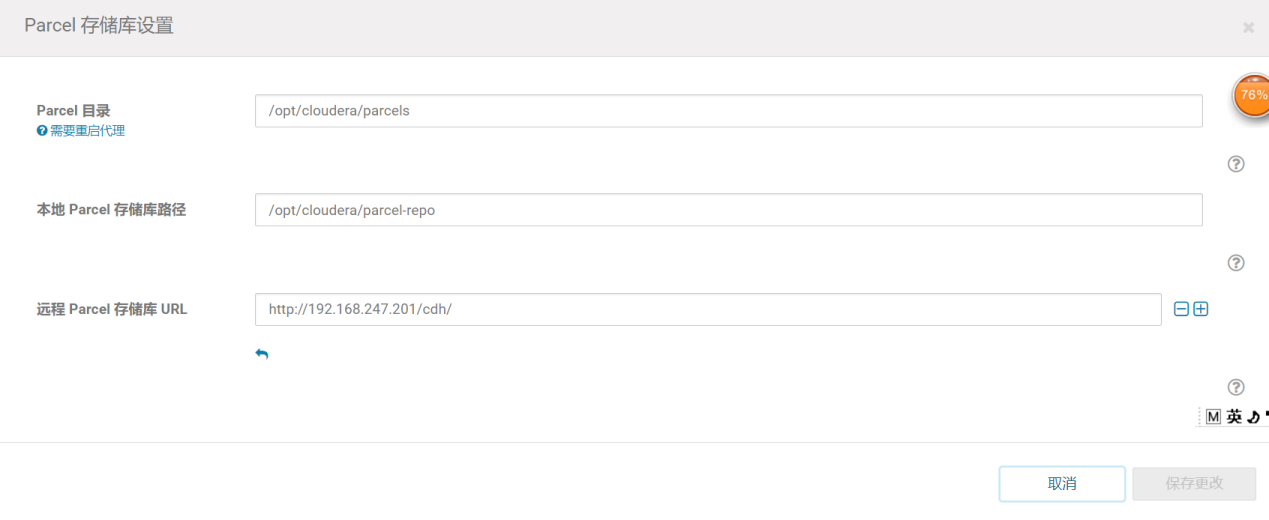 Parcel 存储库设置
76%
Parcel 目录
/opt/cloudera/parcels
需要重启代理
本地 Parcel 存储库路径
/opt/cloudera/parcel-repo
远程 Parcel 存储库 URL
http://192.168.247.201/cdh/
M 英
取消
保存更改